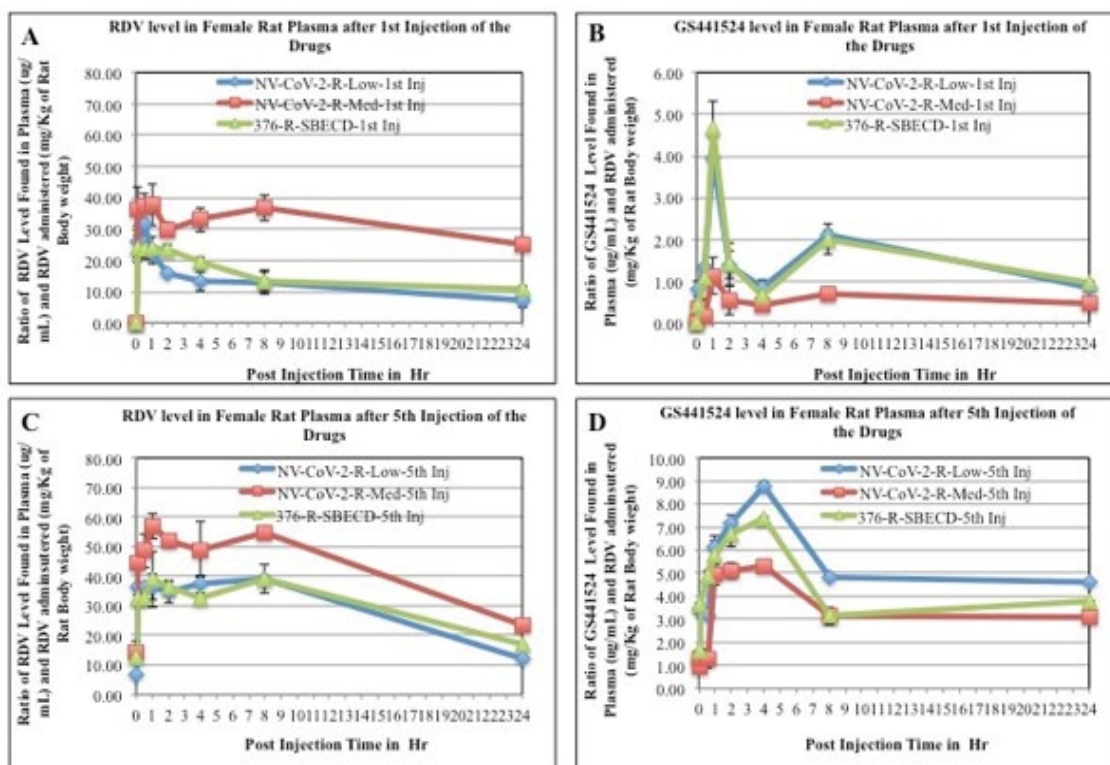 A
RDV level in Female Rat Plasma after 1st Injection of the
Drugs
Ratio of RDV Level Found in Plasma (ug/
mL) and RDV administered (mg/Kg of Rat
Body weight)
80.00
70.00
60.00
50.00
40.00
30.00
20.00
10.00
0.00
NV-CoV-2-R-Low-1st Inj
NV-CoV-2-R-Med-1st Inj
376-R-SBECD-1st Inj
0 1 2 3 4 5 6 7 8 9 101112131415161718192021222324
Post Injection Time in Hr
B
GS441524 level in Female Rat Plasma after 1st Injection of
the Drugs
Ratio of GS441524 Level Found in
Plasma (ug/mL) and RDV administered
(mg/Kg of Rat Body weight)
6.00
5.00
4.00
3.00
2.00
1.00
0.00
NV-CoV-2-R-Low-1st Inj
NV-CoV-2-R-Med-1st Inj
376-R-SBECD-1st Inj
0 1 2 3 4 5 6 7 8 9 101112131415161718192021222324
Post Injection Time in Hr
C
RDV level in Female Rat Plasma after 5th Injection of the
Drugs
Ratio of RDV Level Found in Plasma (ug/
mL) and RDV adminsutered (mg/Kg of
Rat Body wieght)
80.00
70.00
60.00
50.00
40.00
30.00
20.00
10.00
0.00
NV-CoV-2-R-Low-5th Inj
NV-CoV-2-R-Med-5th Inj
376-R-SBECD-5th Inj
0 1 2 3 4 5 6 7 8 9 101112131415161718192021222324
Post Injection Time in Hr
D
GS441524 level in Female Rat Plasma after 5th Injection of
the Drugs
Ratio of GS441524 Level Found in
Plasma (ug/mL) and RDV adminsutered
(mg/Kg of Rat Body wieght)
10.00
9.00
8.00
7.00
6.00
5.00
4.00
3.00
2.00
1.00
0.00
NV-CoV-2-R-Low-5th Inj
NV-CoV-2-R-Med-5th Inj
376-R-SBECD-5th Inj
0 1 2 3 4 5 6 7 8 9 101112131415161718192021222324
Post Injection Time in Hr